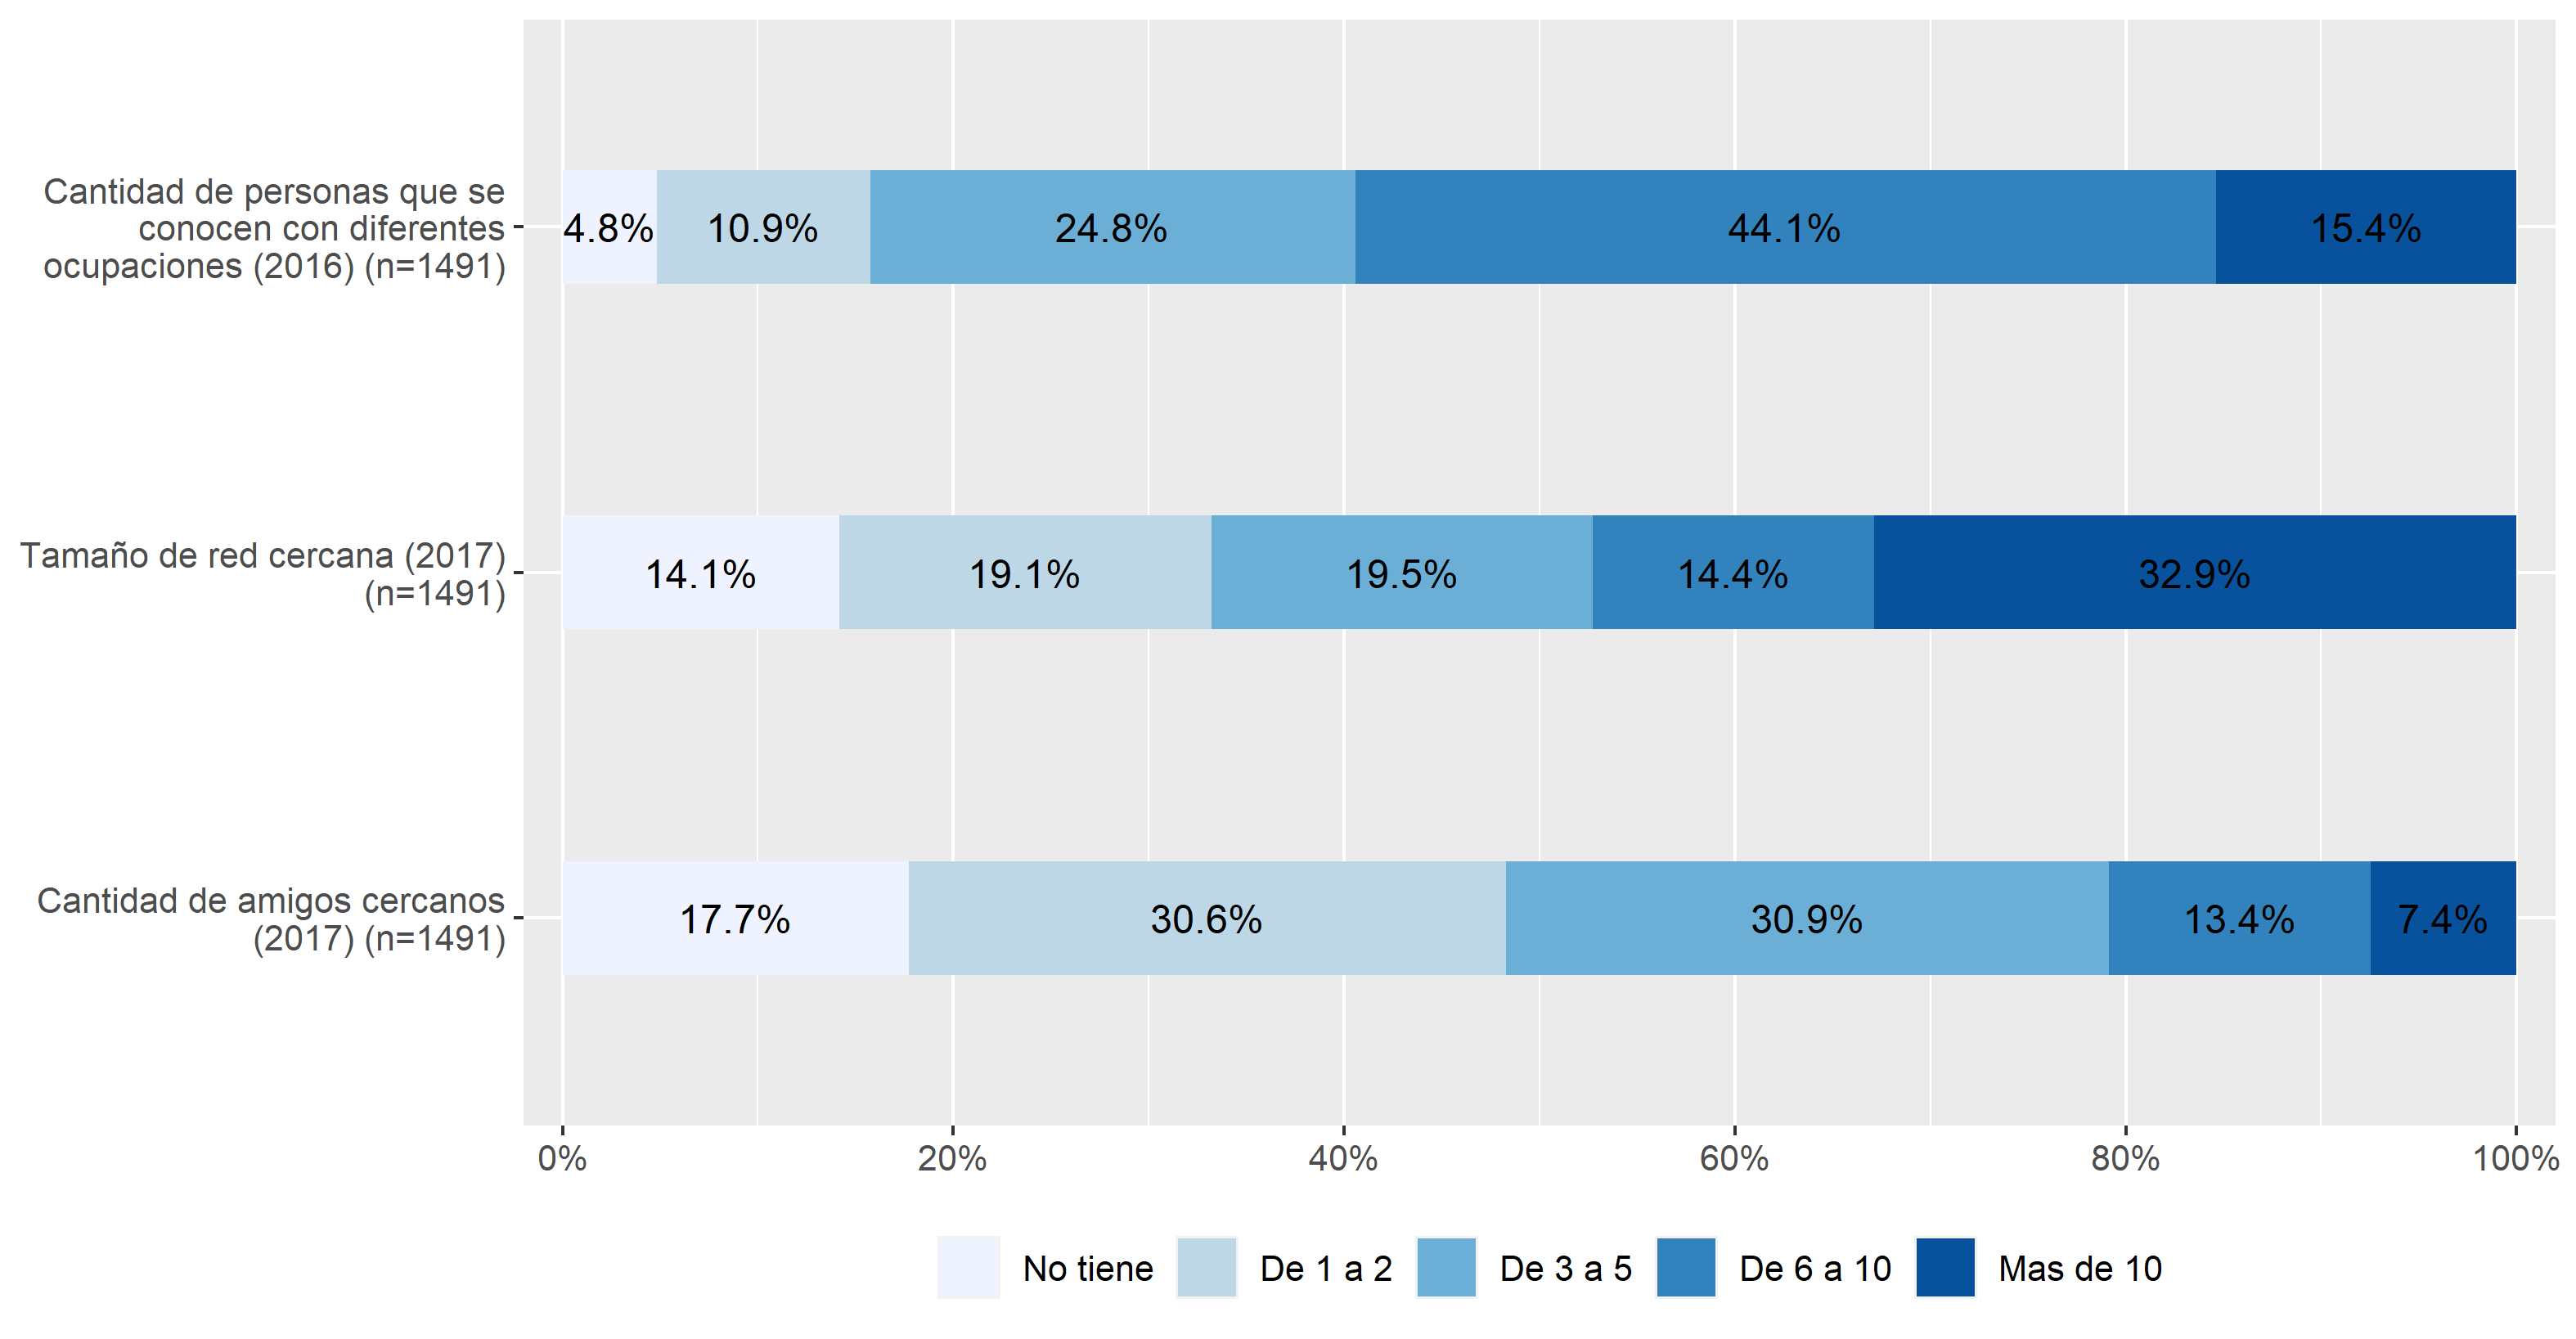 Cantidad de personas que se
conocen con diferentes
ocupaciones (2016) (n=1491)
4.8% 10.9% 24.8% 44.1% 15.4%
Tamaño de red cercana (2017)
(n=1491)
14.1% 19.1% 19.5% 14.4% 32.9%
Cantidad de amigos cercanos
(2017) (n=1491)
17.7% 30.6% 30.9% 13.4% 7.4%
0% 20% 40% 60% 80% 100%
No tiene De 1 a 2 De 3 a 5 De 6 a 10 Mas de 10